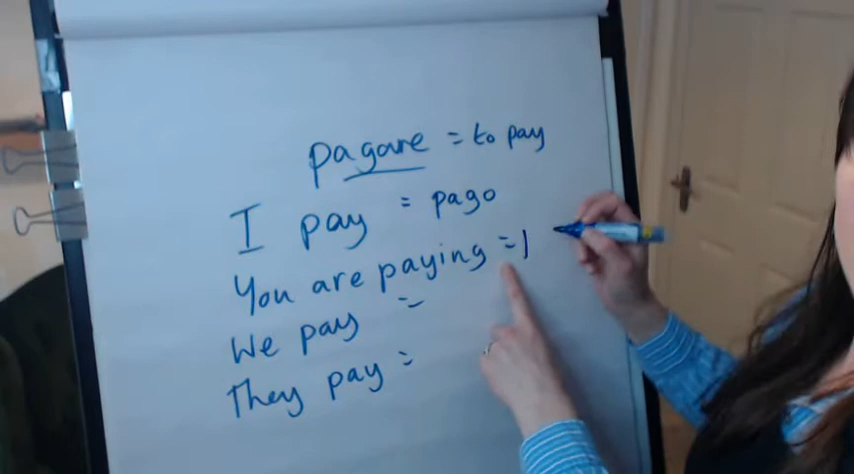 pagare = to pay
I pay = pago
You are paying =
We pay =
They pay =